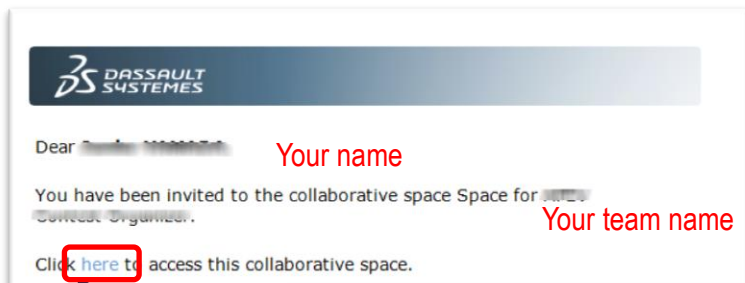 DASSAULT
SYSTEMES
Dear
Your name
You have been invited to the collaborative space Space for
Your team name
Click here to access this collaborative space.